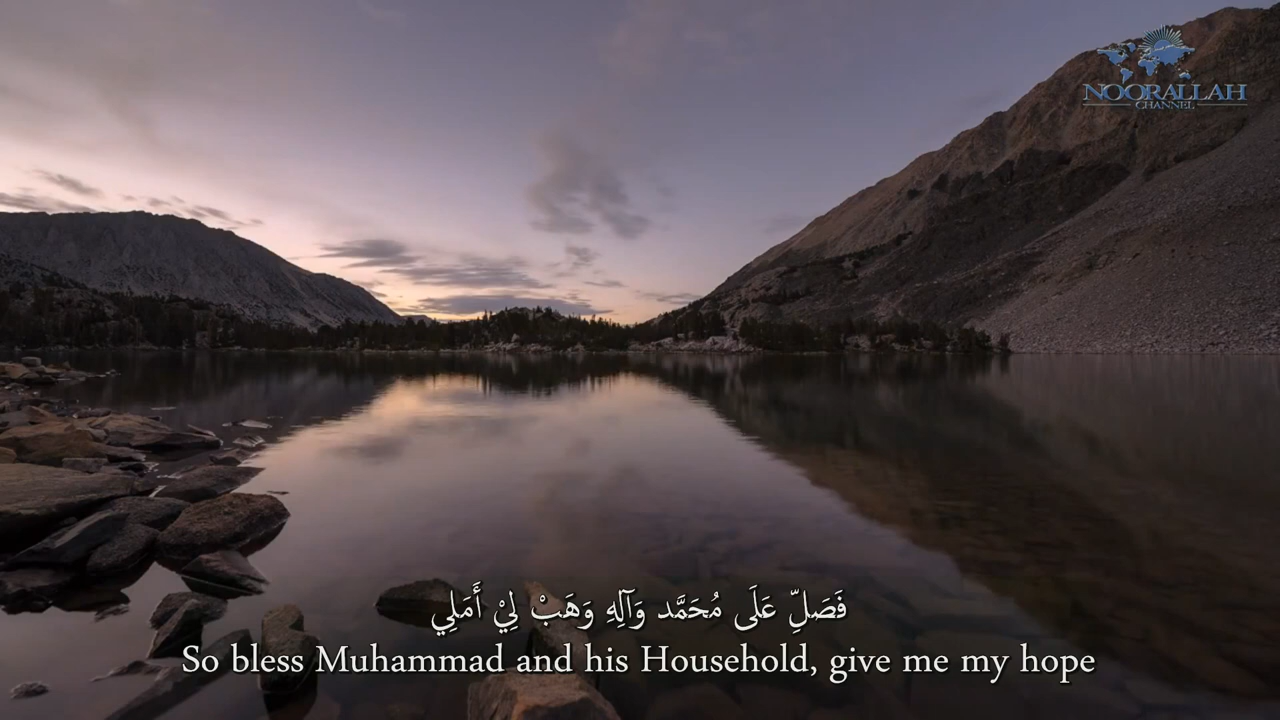 NOORALLAH
CHANNEL
فَصَلِّ عَلَى مُحَمَّد وَآلِهِ وَهَبْ لِيْ أَمَلِي
So bless Muhammad and his Household, give me my hope